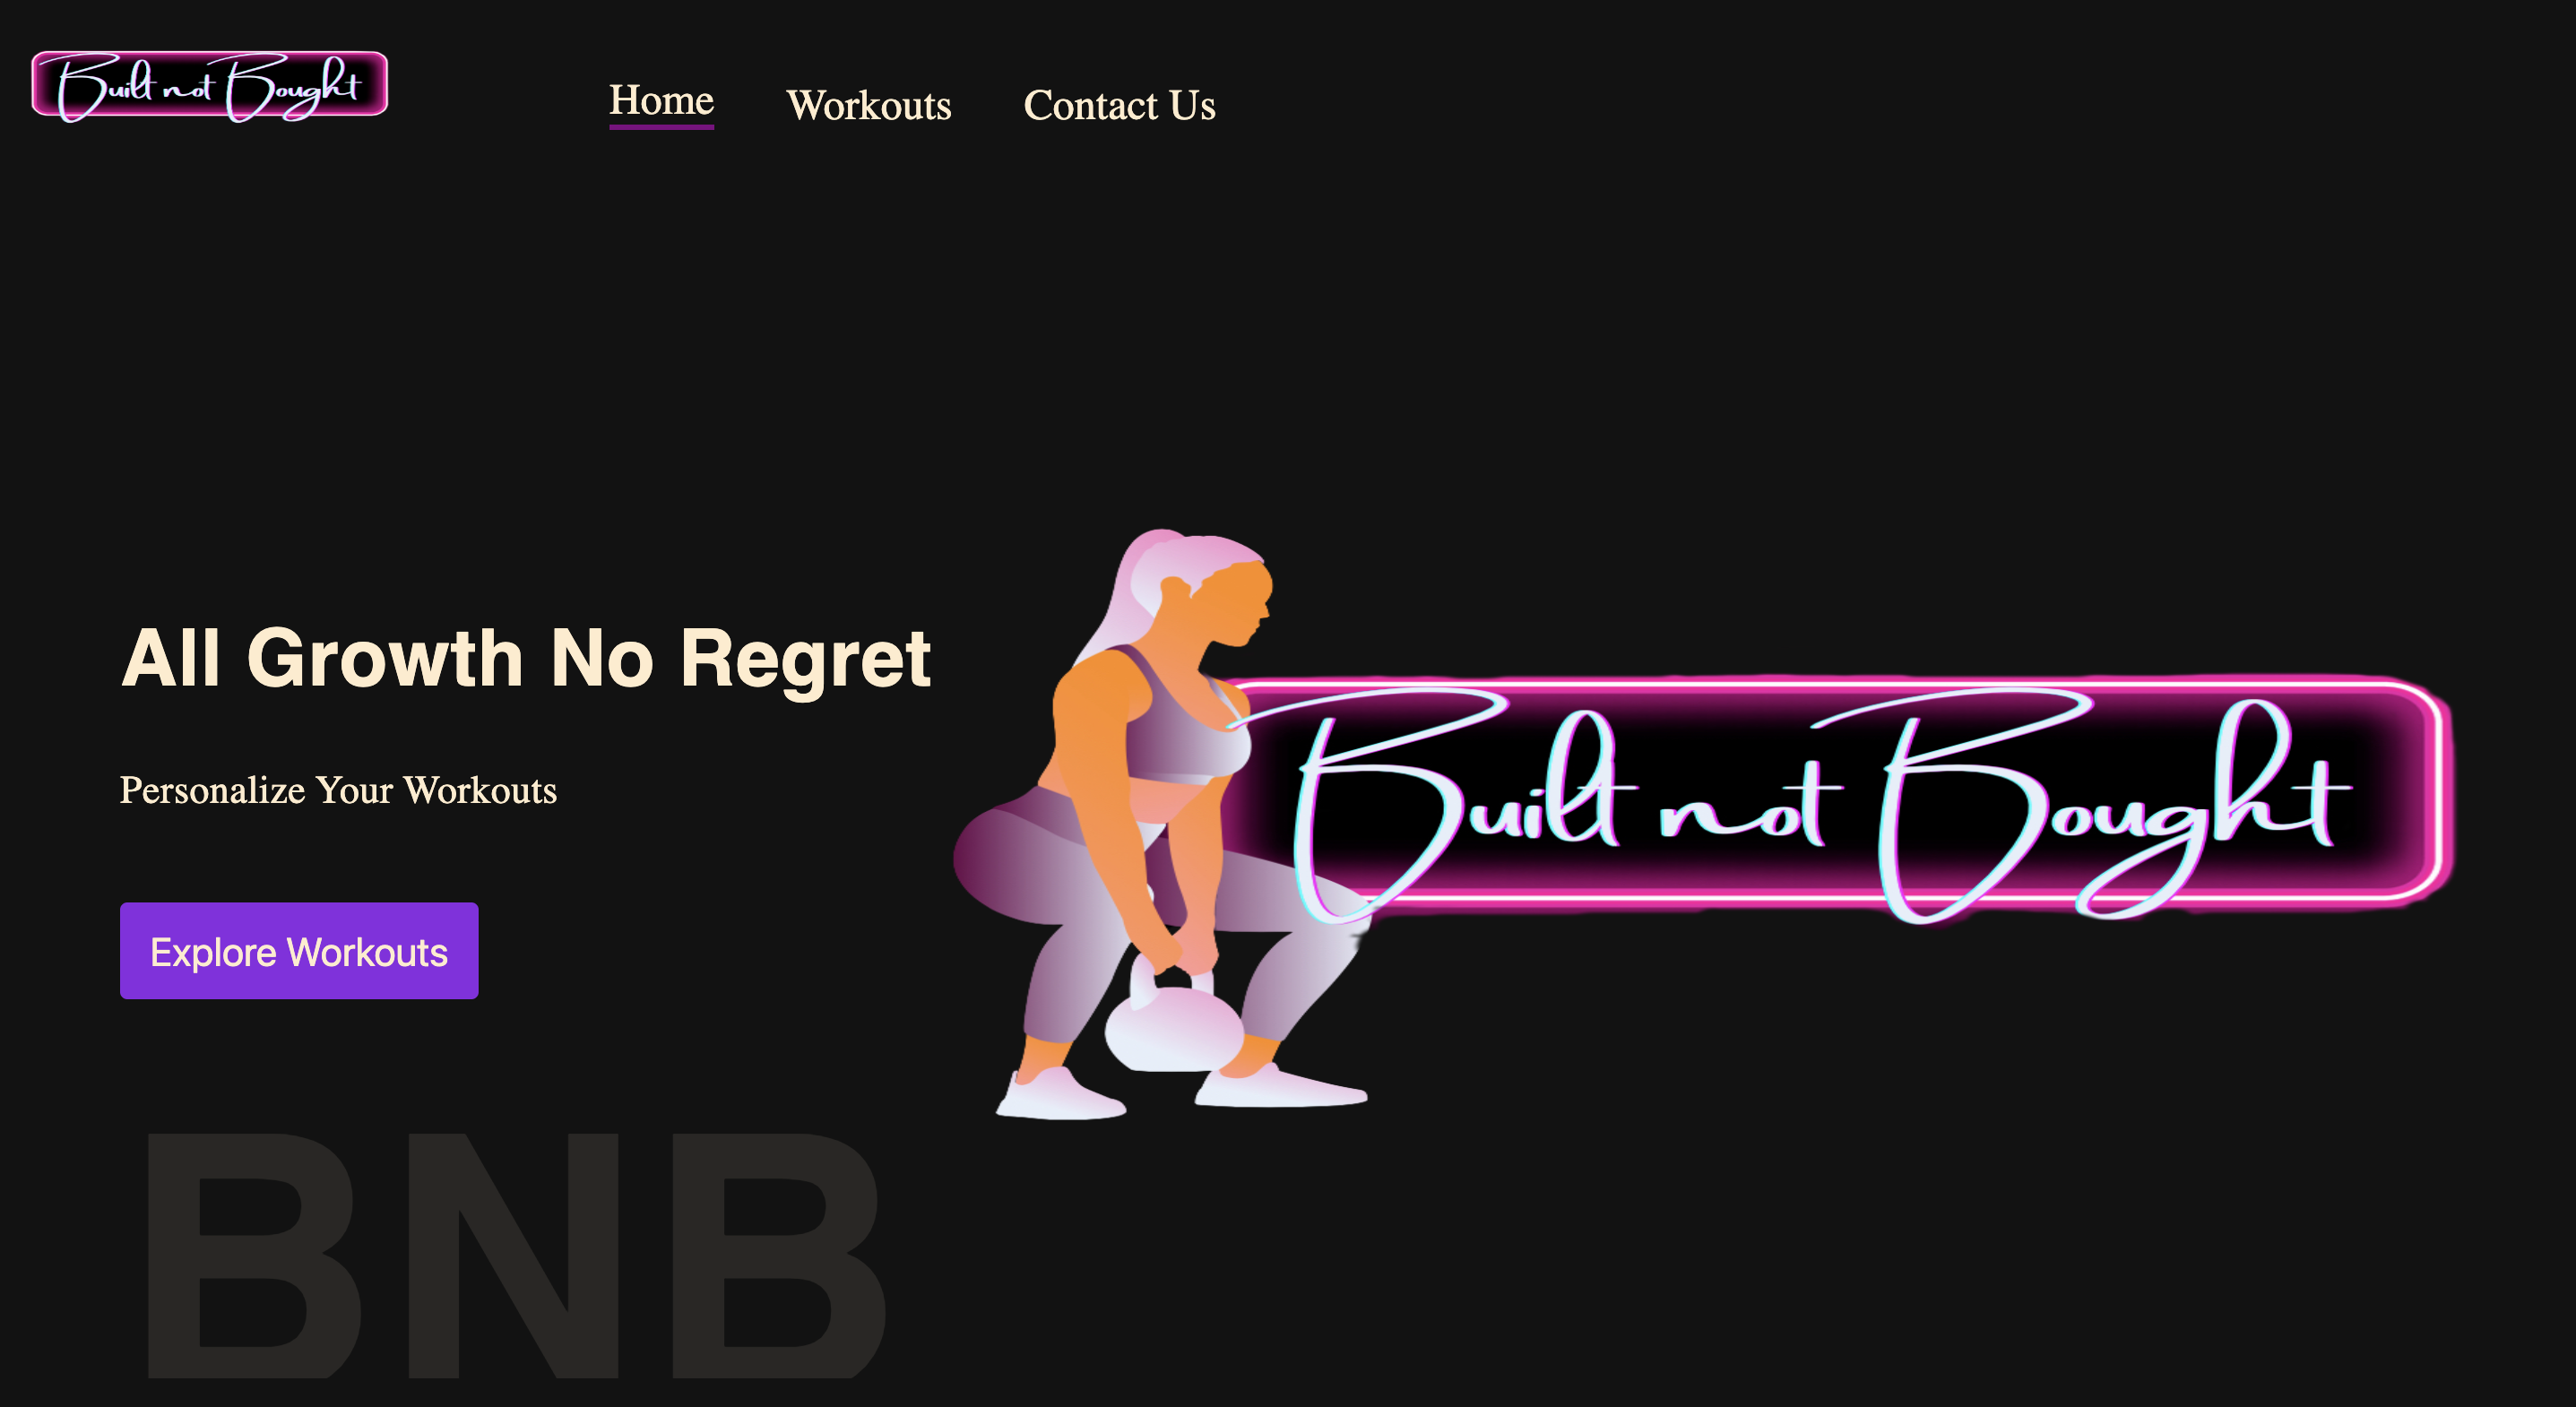 Built not Bought
Home Workouts Contact Us
All Growth No Regret
Built not Bought
Personalize Your Workouts
Explore Workouts
BNB